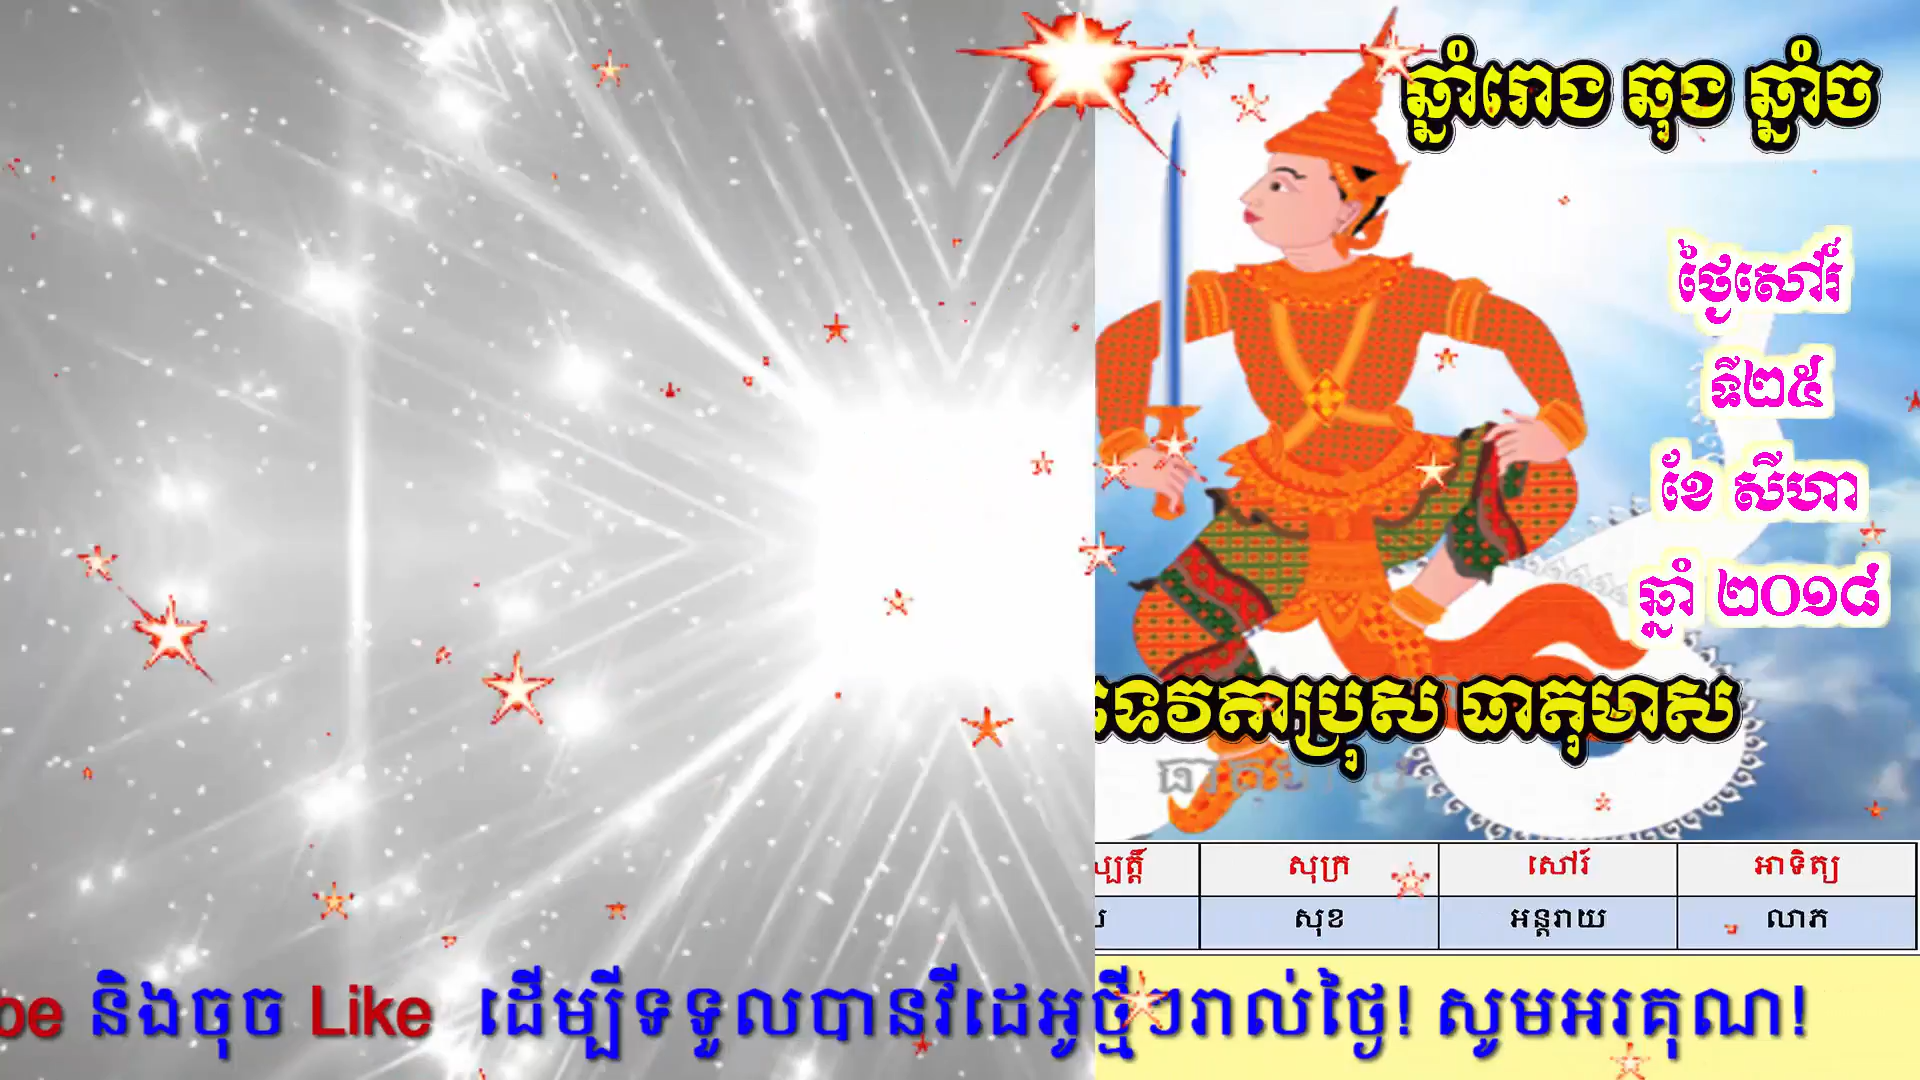 ឆ្នាំរោង ឆុង ឆ្នាំច
ថ្ងៃសៅរ៍
ទី២៥
ខែ សីហា
ឆ្នាំ ២០១៨
ទេវតាប្រុស ធាតុមាស
សុក្រ សៅរ៍ អាទិត្យ
សុខ អន្តរាយ លាភ
និងចុច Like ដើម្បីទទួលបានវីដេអូថ្មីៗរាល់ថ្ងៃ! សូមអរគុណ!